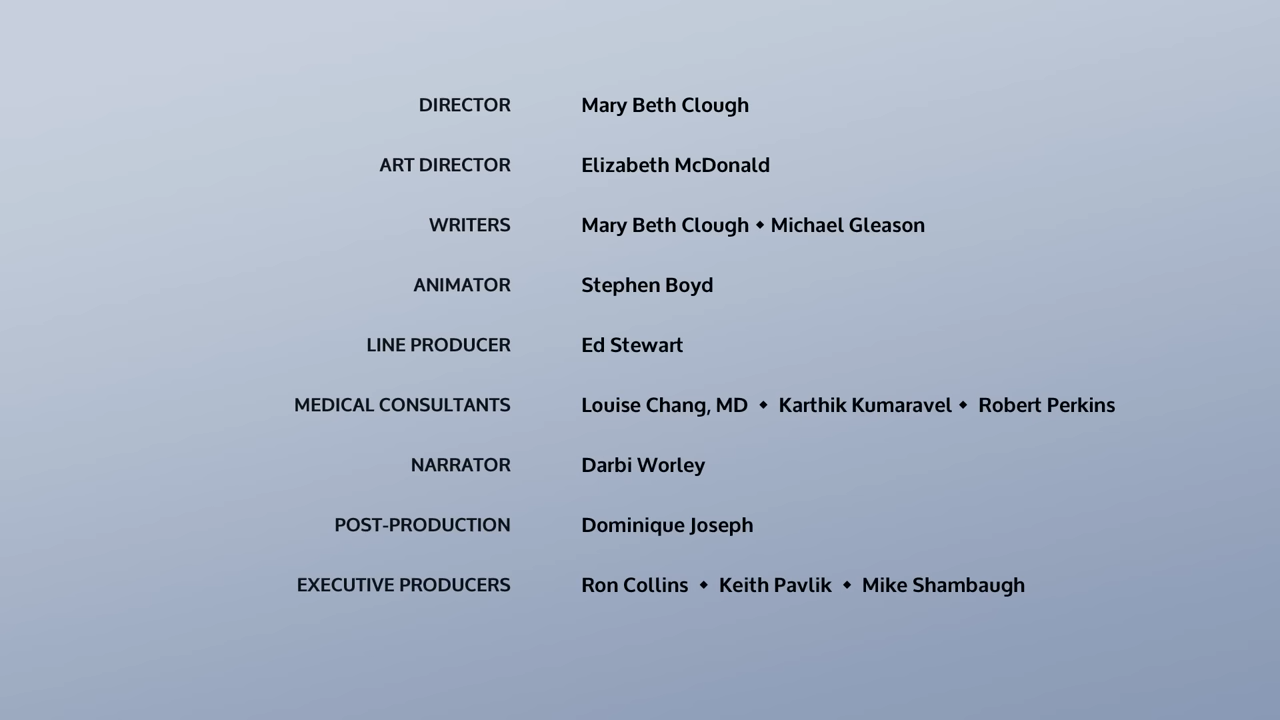 DIRECTOR Mary Beth Clough
ART DIRECTOR Elizabeth McDonald
WRITERS Mary Beth Clough ⬥ Michael Gleason
ANIMATOR Stephen Boyd
LINE PRODUCER Ed Stewart
MEDICAL CONSULTANTS Louise Chang, MD ⬥ Karthik Kumaravel ⬥ Robert Perkins
NARRATOR Darbi Worley
POST-PRODUCTION Dominique Joseph
EXECUTIVE PRODUCERS Ron Collins ⬥ Keith Pavlik ⬥ Mike Shambaugh